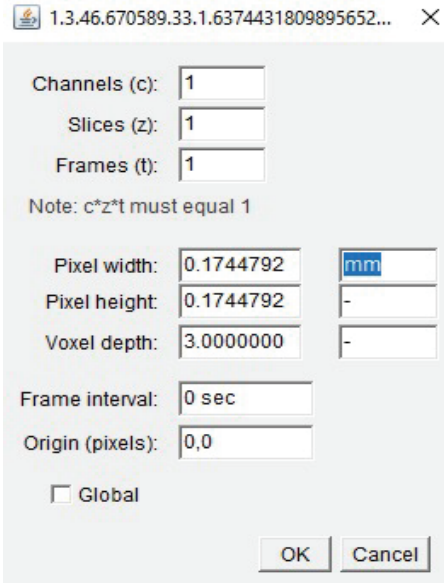 1.3.46.670589.33.1.6374431809895652...
Channels (c): 1
Slices (z): 1
Frames (t): 1
Note: c*z*t must equal 1
Pixel width: 0.1744792 mm
Pixel height: 0.1744792 -
Voxel depth: 3.0000000 -
Frame interval: 0 sec
Origin (pixels): 0,0
Global
OK Cancel